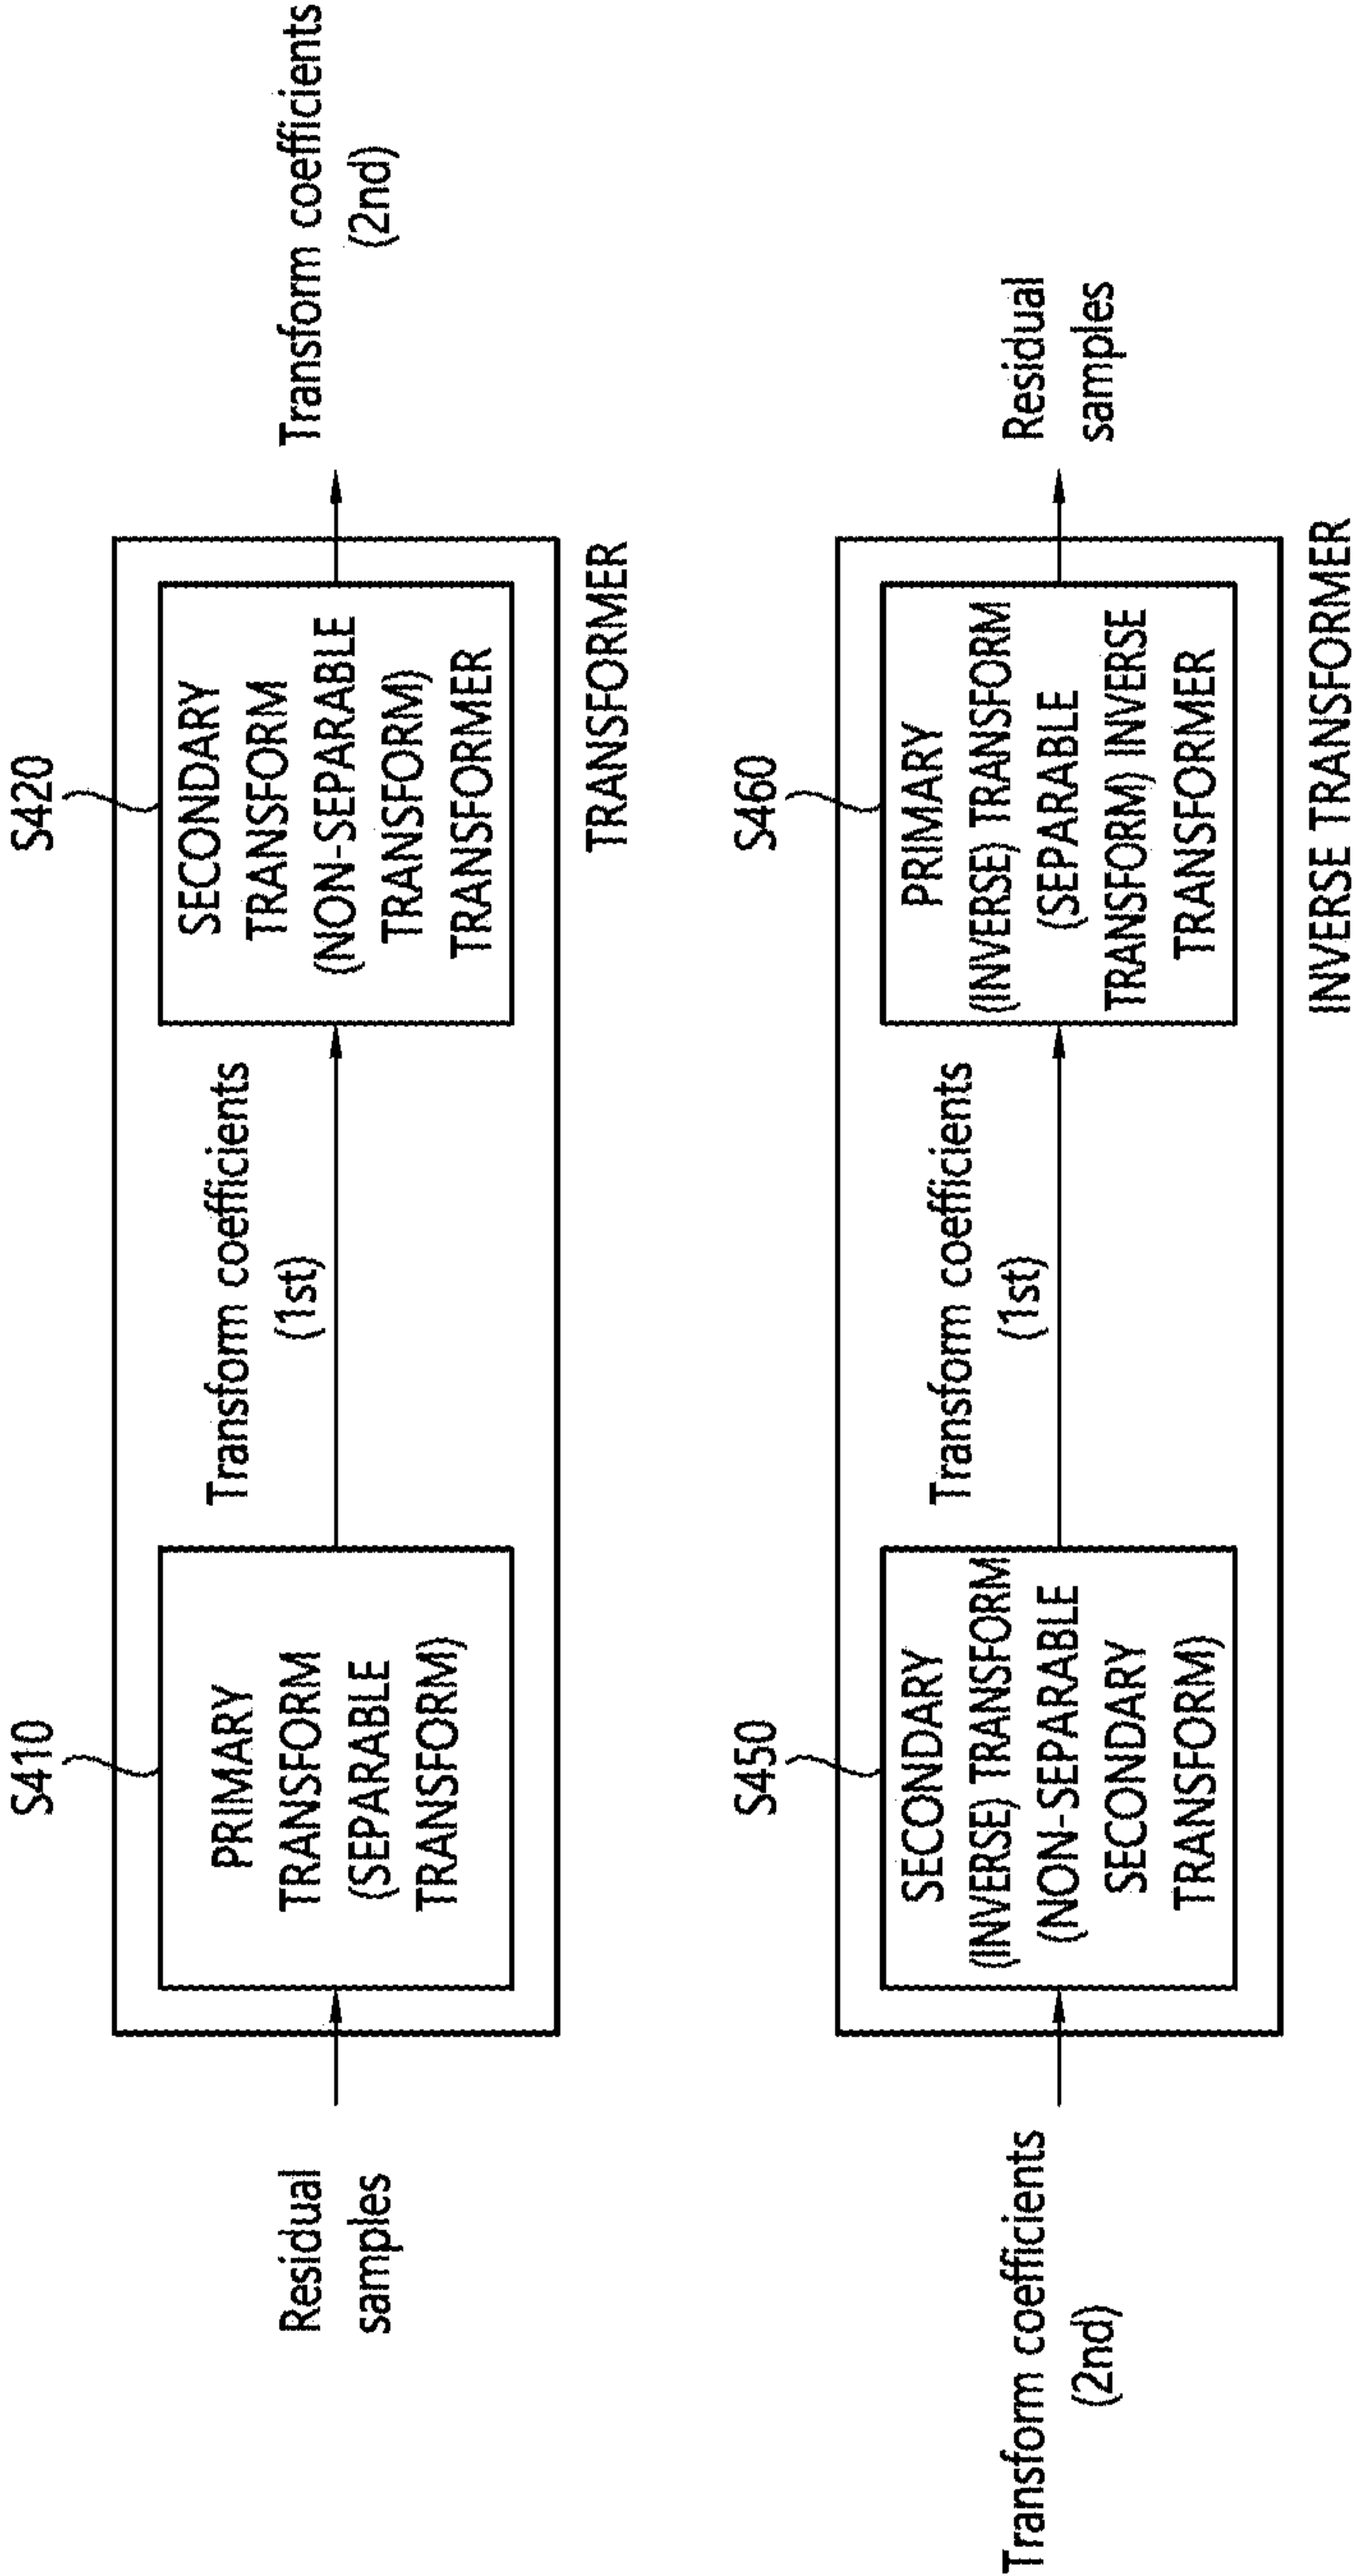 S410
S420
Residual
samples
PRIMARY
TRANSFORM
(SEPARABLE
TRANSFORM)
Transform coefficients
(1st)
SECONDARY
TRANSFORM
(NON-SEPARABLE
TRANSFORM)
TRANSFORMER
Transform coefficients
(2nd)
TRANSFORMER
S450
S460
Transform coefficients
(2nd)
SECONDARY
(INVERSE) TRANSFORM
(NON-SEPARABLE
SECONDARY
TRANSFORM)
Transform coefficients
(1st)
PRIMARY
(INVERSE) TRANSFORM
(SEPARABLE
TRANSFORM) INVERSE
TRANSFORMER
Residual
samples
INVERSE TRANSFORMER